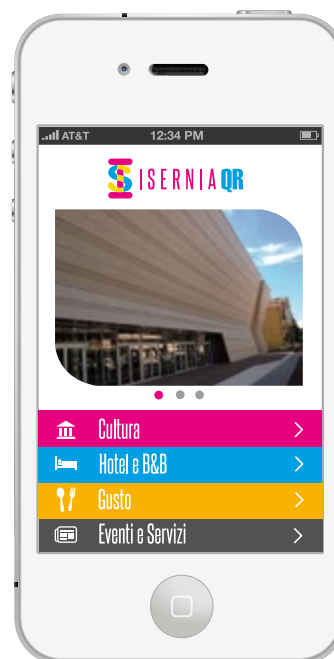 AT&T 12:34 PM
ISERNIA QR
Cultura
Hotel e B&B
Gusto
Eventi e Servizi